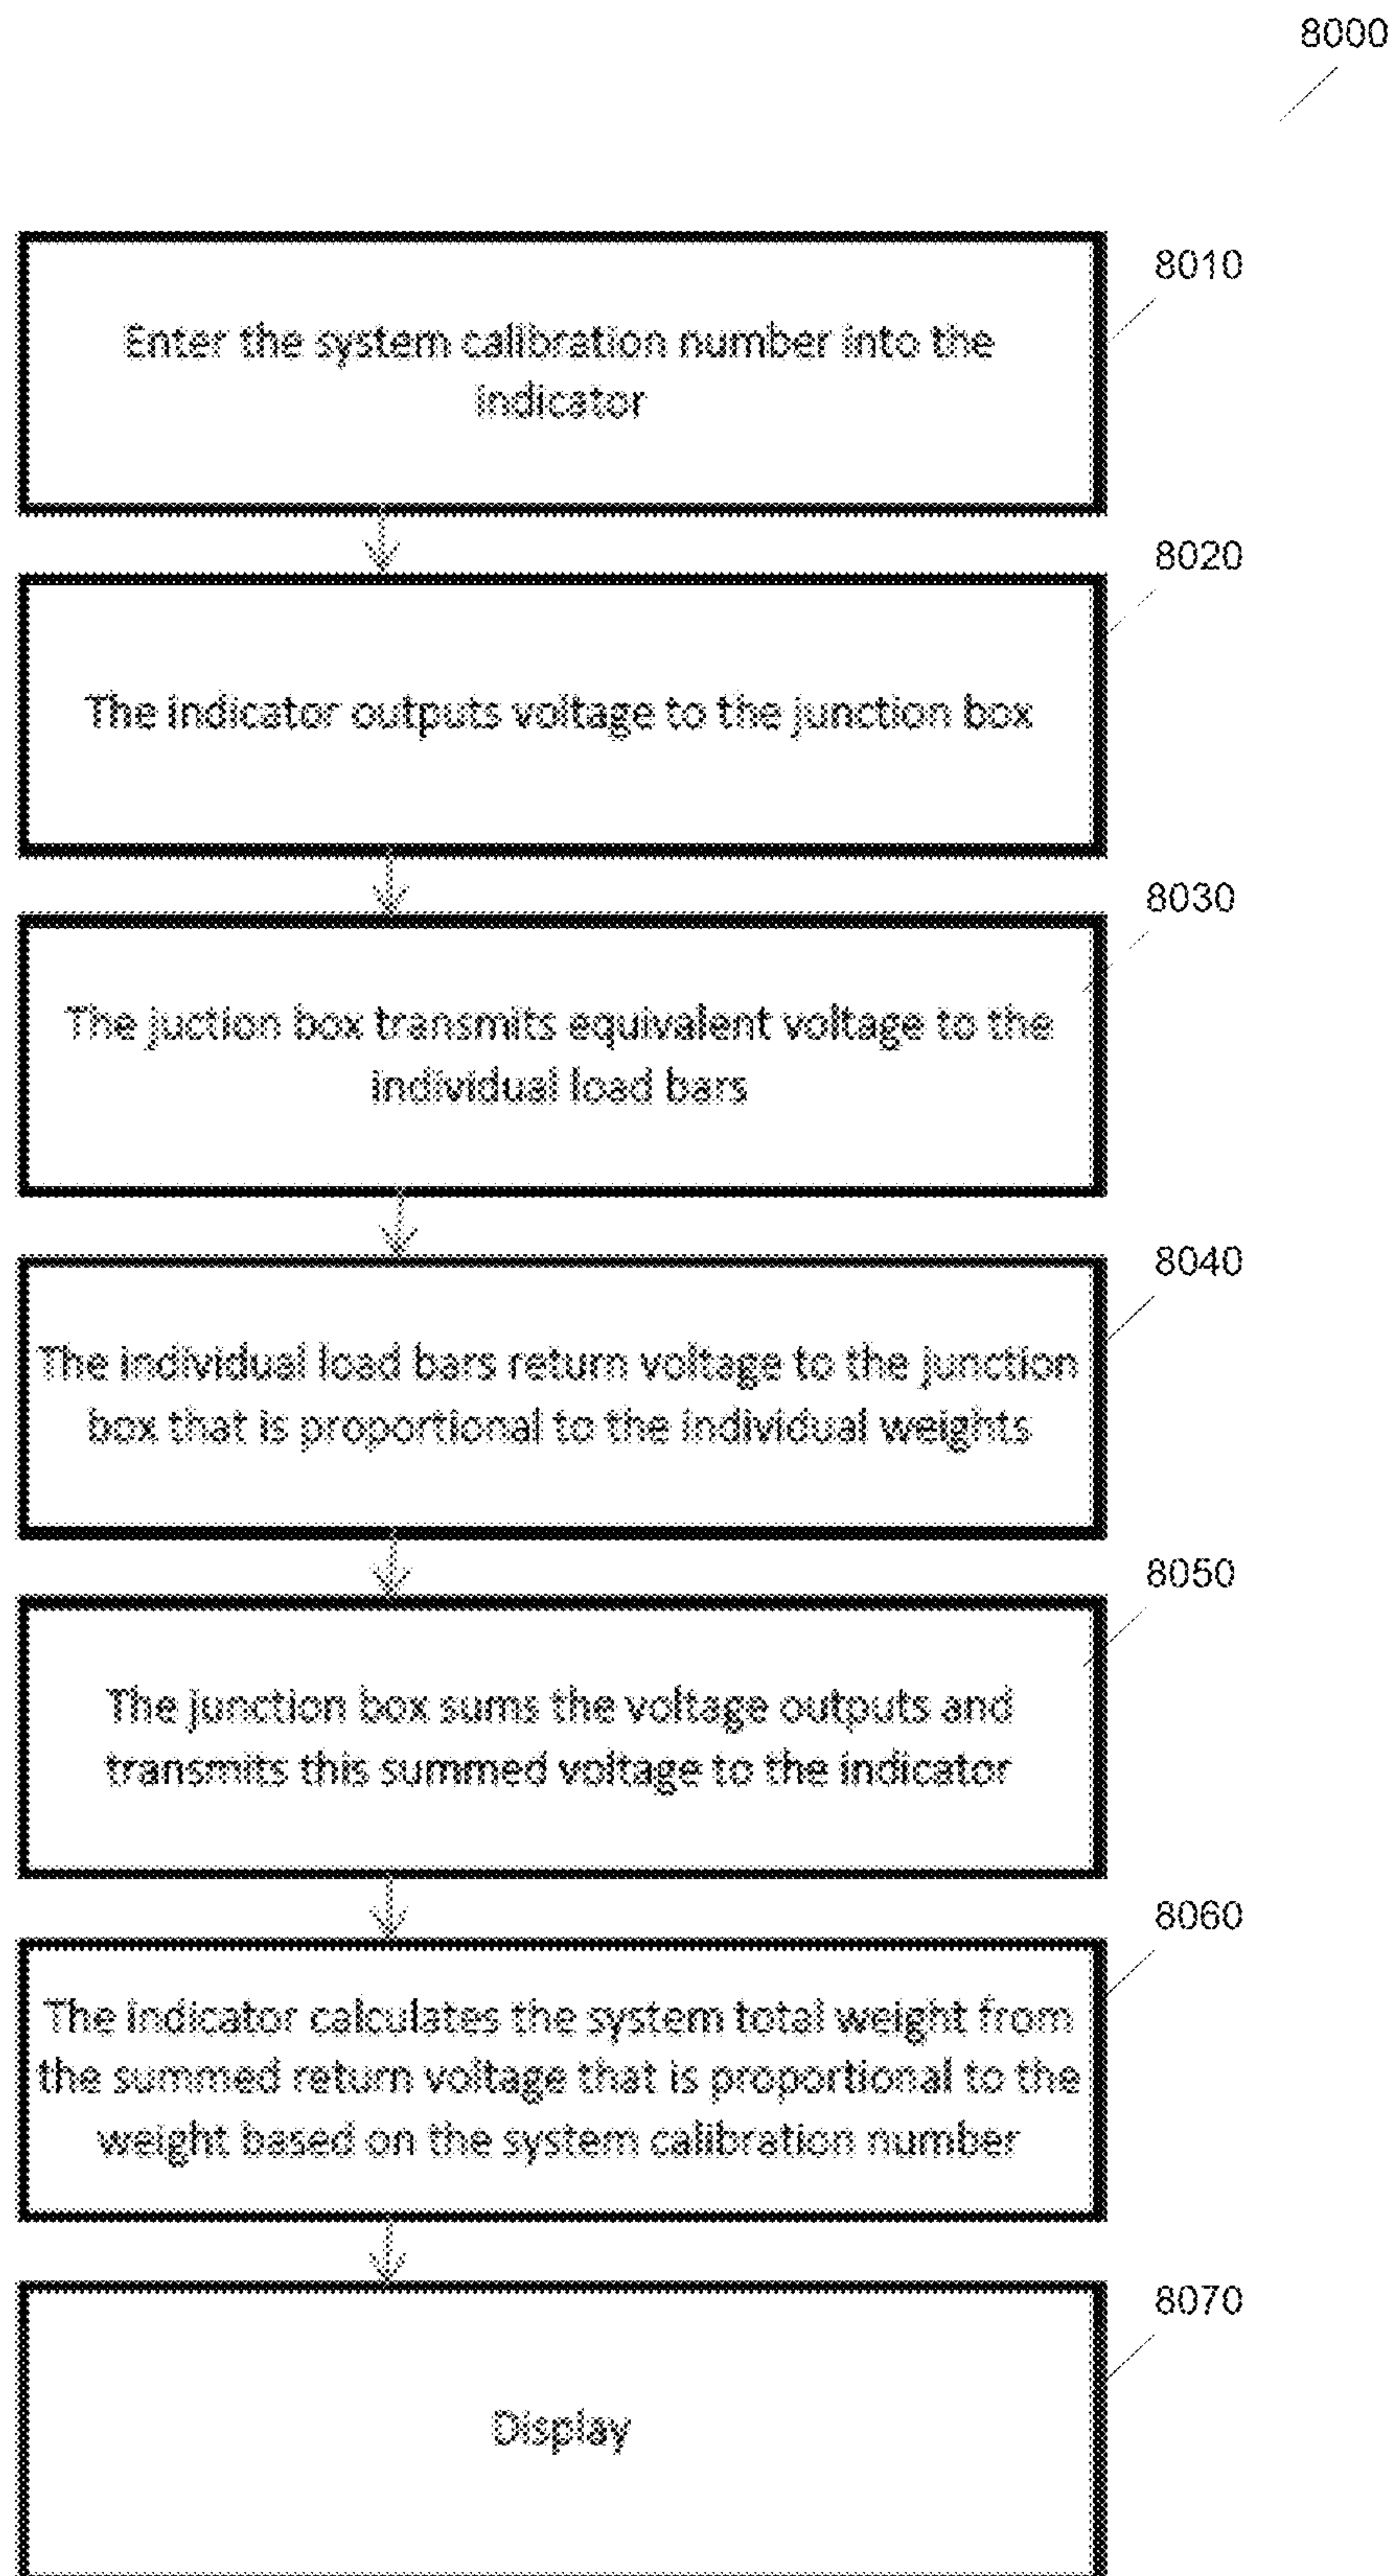 8000
8010
Enter the system calibration number into the
indicator
8020
The indicator outputs voltage to the junction box
8030
The juction box transmits equivalent voltage to the
individual load bars
8040
The individual load bars return voltage to the junction
box that is proportional to the individual weights
8050
The junction box sums the voltage outputs and
transmits this summed voltage to the indicator
8060
The indicator calculates the system total weight from
the summed return voltage that is proportional to the
weight based on the system calibration number
8070
Display